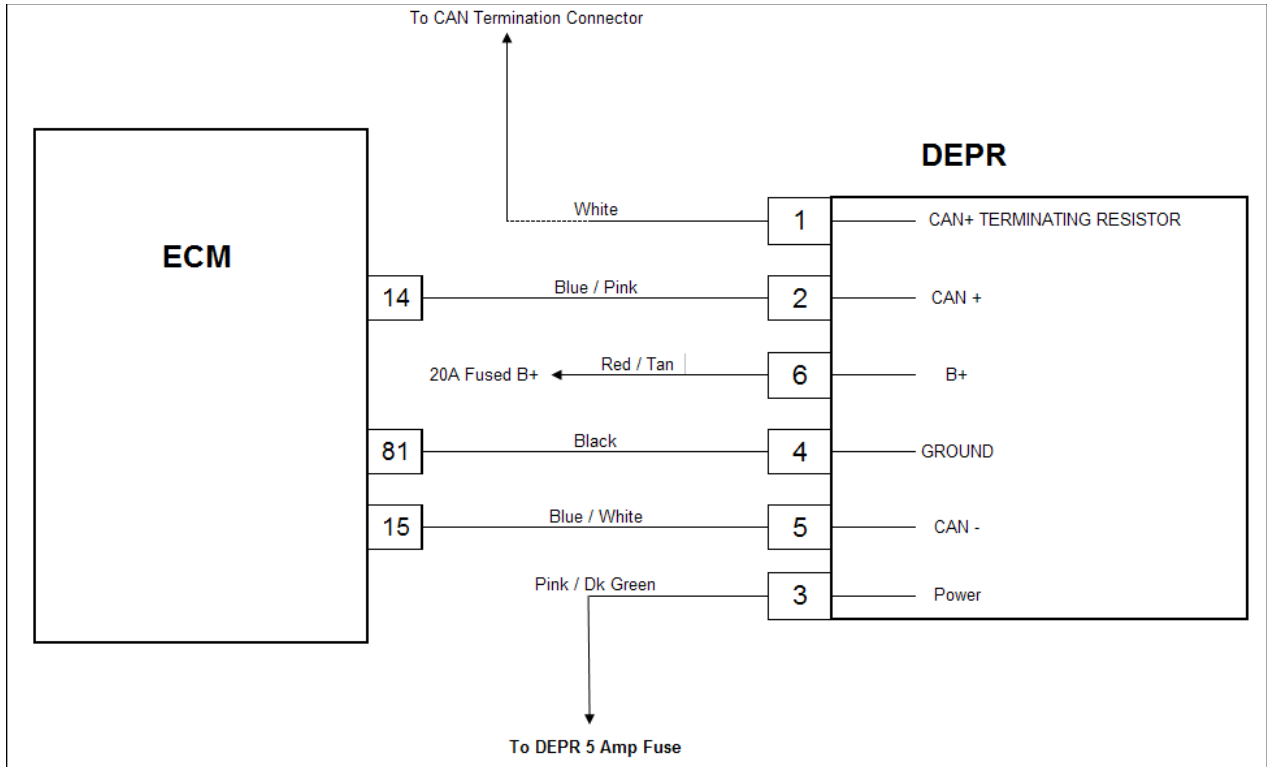 To CAN Termination Connector
DEPR
White
1
CAN+ TERMINATING RESISTOR
ECM
14
Blue / Pink
2
CAN +
20A Fused B+
Red / Tan
6
B+
81
Black
4
GROUND
15
Blue / White
5
CAN -
Pink / Dk Green
3
Power
To DEPR 5 Amp Fuse